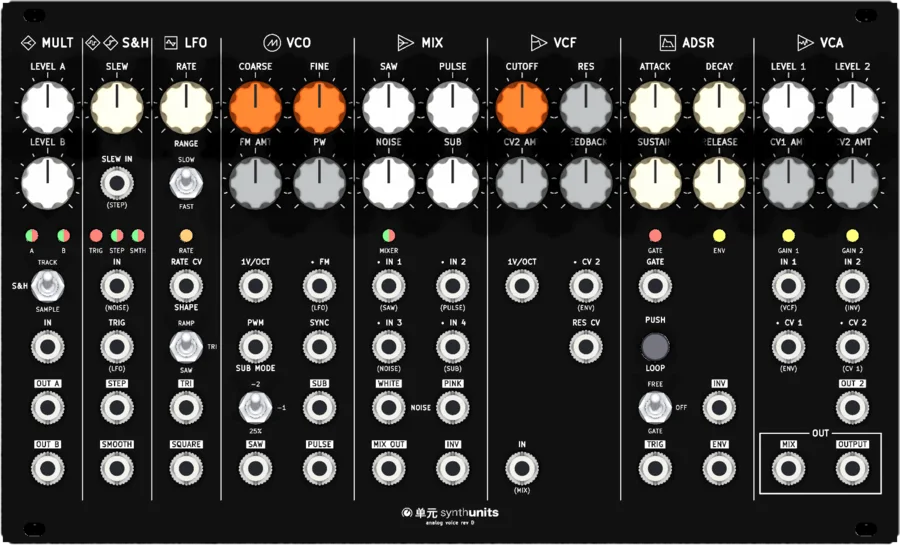 MULT S&H LFO VCO MIX VCF ADSR VCA
LEVEL A SLEW RATE COARSE FINE SAW PULSE CUTOFF RES ATTACK DECAY LEVEL 1 LEVEL 2
LEVEL B RANGE FM AMT PW NOISE SUB CV2 AM EEDBACK SUSTAIN ELEASE CV1 AM V2 AMT
SLEW IN SLOW
(STEP) FAST
A B TRIG STEP SMTH RATE MIXER GATE ENV GAIN 1 GAIN 2
TRACK IN RATE CV 1V/OCT • FM • IN 1 • IN 2 1V/OCT • CV 2 GATE IN 1 IN 2
S&H
SAMPLE (NOISE) SHAPE (LFO) (SAW) (PULSE) (ENV) (VCF) (INV)
IN TRIG RAMP PWM SYNC • IN 3 • IN 4 RES CV PUSH • CV 1 CV 2
TRI
(LFO) SAW SUB MODE (NOISE) (SUB) LOOP (ENV) (CV 1)
OUT A STEP TRI −2 SUB WHITE PINK FREE INV OUT 2
−1 NOISE OFF
25% GATE OUT
OUT B SMOOTH SQUARE SAW PULSE MIX OUT INV IN TRIG ENV MIX OUTPUT
(MIX)
单元 synthunits
analog voice rev D